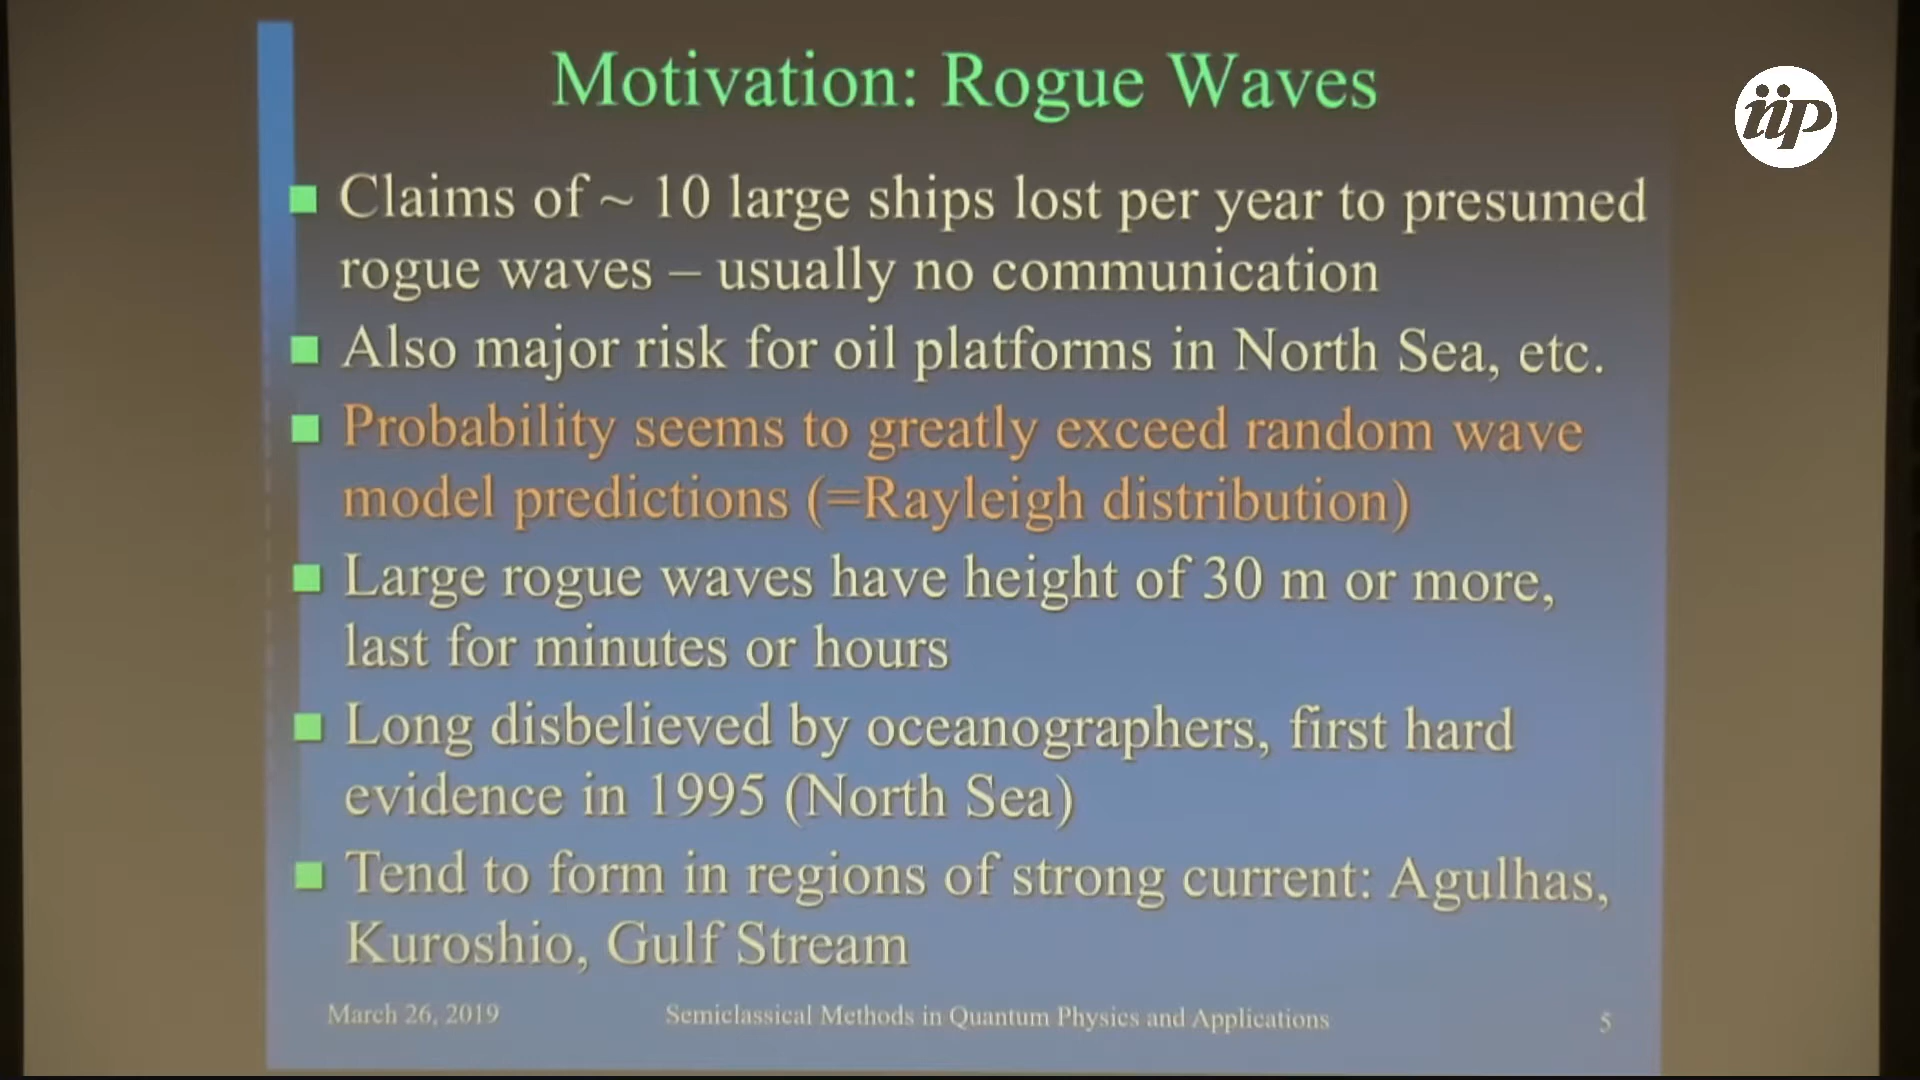 Motivation: Rogue Waves
iip
Claims of ~ 10 large ships lost per year to presumed
rogue waves – usually no communication
Also major risk for oil platforms in North Sea, etc.
Probability seems to greatly exceed random wave
model predictions (=Rayleigh distribution)
Large rogue waves have height of 30 m or more,
last for minutes or hours
Long disbelieved by oceanographers, first hard
evidence in 1995 (North Sea)
Tend to form in regions of strong current: Agulhas,
Kuroshio, Gulf Stream
March 26, 2019 Semiclassical Methods in Quantum Physics and Applications 5